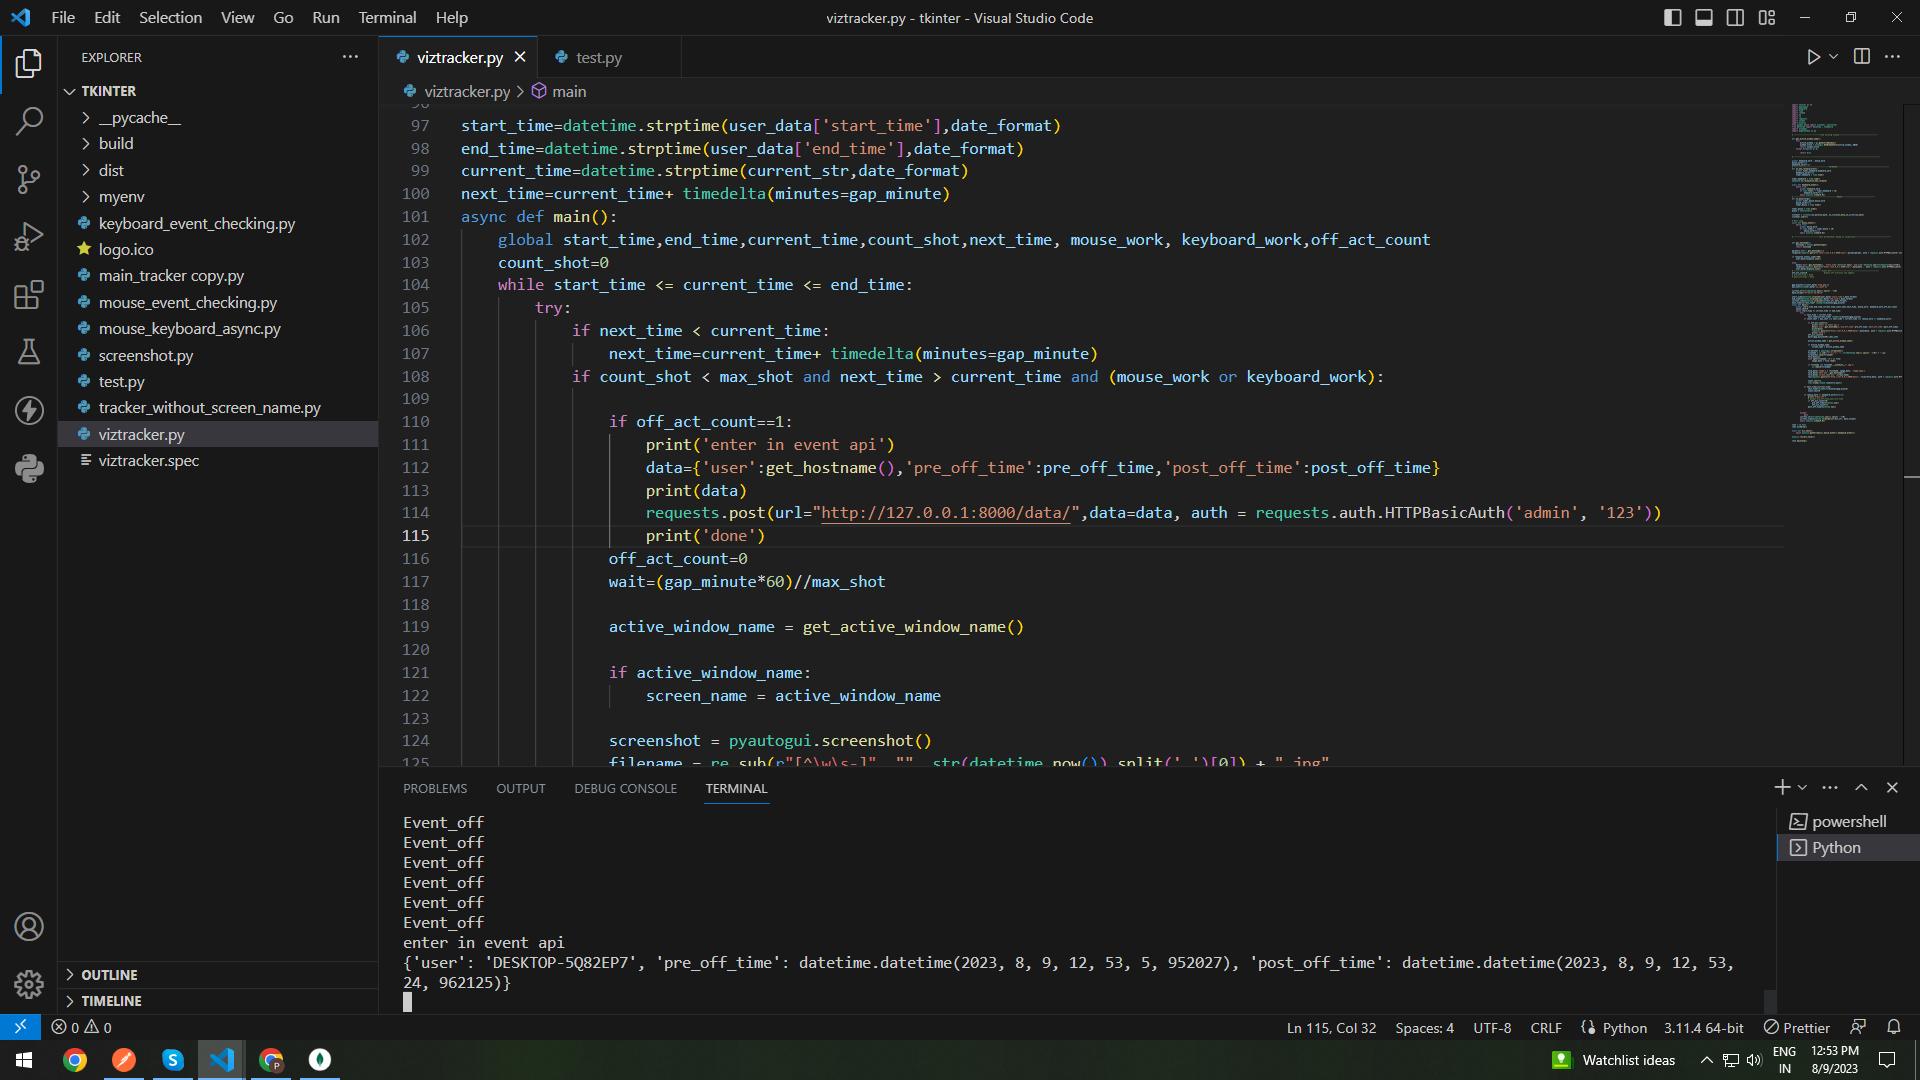 File Edit Selection View Go Run Terminal Help
viztracker.py - tkinter - Visual Studio Code
EXPLORER
TKINTER
__pycache__
build
dist
myenv
keyboard_event_checking.py
logo.ico
main_tracker copy.py
mouse_event_checking.py
mouse_keyboard_async.py
screenshot.py
test.py
tracker_without_screen_name.py
viztracker.py
viztracker.spec
OUTLINE
TIMELINE
viztracker.py test.py
viztracker.py > main
96
97 start_time=datetime.strptime(user_data['start_time'],date_format)
98 end_time=datetime.strptime(user_data['end_time'],date_format)
99 current_time=datetime.strptime(current_str,date_format)
100 next_time=current_time+ timedelta(minutes=gap_minute)
101 async def main():
102 global start_time,end_time,current_time,count_shot,next_time, mouse_work, keyboard_work,off_act_count
103 count_shot=0
104 while start_time <= current_time <= end_time:
105 try:
106 if next_time < current_time:
107 next_time=current_time+ timedelta(minutes=gap_minute)
108 if count_shot < max_shot and next_time > current_time and (mouse_work or keyboard_work):
109
110 if off_act_count==1:
111 print('enter in event api')
112 data={'user':get_hostname(),'pre_off_time':pre_off_time,'post_off_time':post_off_time}
113 print(data)
114 requests.post(url="http://127.0.0.1:8000/data/",data=data, auth = requests.auth.HTTPBasicAuth('admin', '123'))
115 print('done')
116 off_act_count=0
117 wait=(gap_minute*60)//max_shot
118
119 active_window_name = get_active_window_name()
120
121 if active_window_name:
122 screen_name = active_window_name
123
124 screenshot = pyautogui.screenshot()
125 filename = re.sub(r"[^\w\s-]", "", str(datetime.now()).split('.')[0]) + ".jpg"
PROBLEMS OUTPUT DEBUG CONSOLE TERMINAL
Event_off
Event_off
Event_off
Event_off
Event_off
Event_off
enter in event api
{'user': 'DESKTOP-5Q82EP7', 'pre_off_time': datetime.datetime(2023, 8, 9, 12, 53, 5, 952027), 'post_off_time': datetime.datetime(2023, 8, 9, 12, 53,
24, 962125)}
powershell
Python
0 0
Ln 115, Col 32 Spaces: 4 UTF-8 CRLF Python 3.11.4 64-bit Prettier
Watchlist ideas
ENG
IN
12:53 PM
8/9/2023